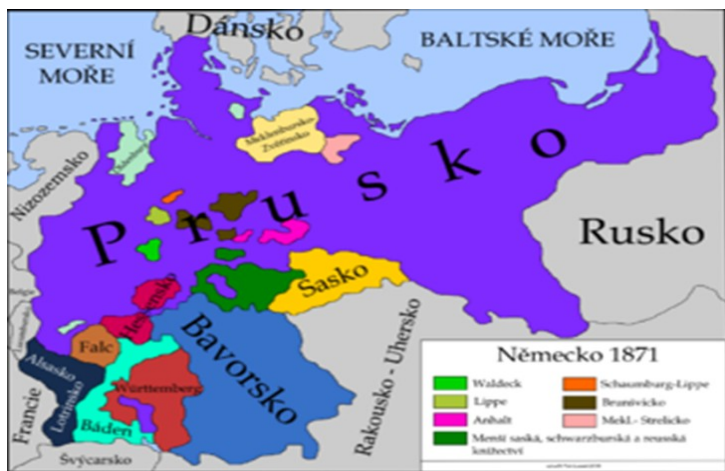 Dánsko
SEVERNÍ
MOŘE
BALTSKÉ MOŘE
Meklenbursko-
Zvěřínsko
Nizozemsko
Prusko
Rusko
Sasko
Hessensko
Bavorsko
Falc
Alsasko
Lotrinsko
Württemberg
Báden
Francie
Švýcarsko
Rakousko - Uhersko
Německo 1871
Waldeck
Schaumburg-Lippe
Lippe
Brunšvicko
Anhalt
Mekl.- Strelicko
Menší saská, schwarzburská a reusská
knížectví